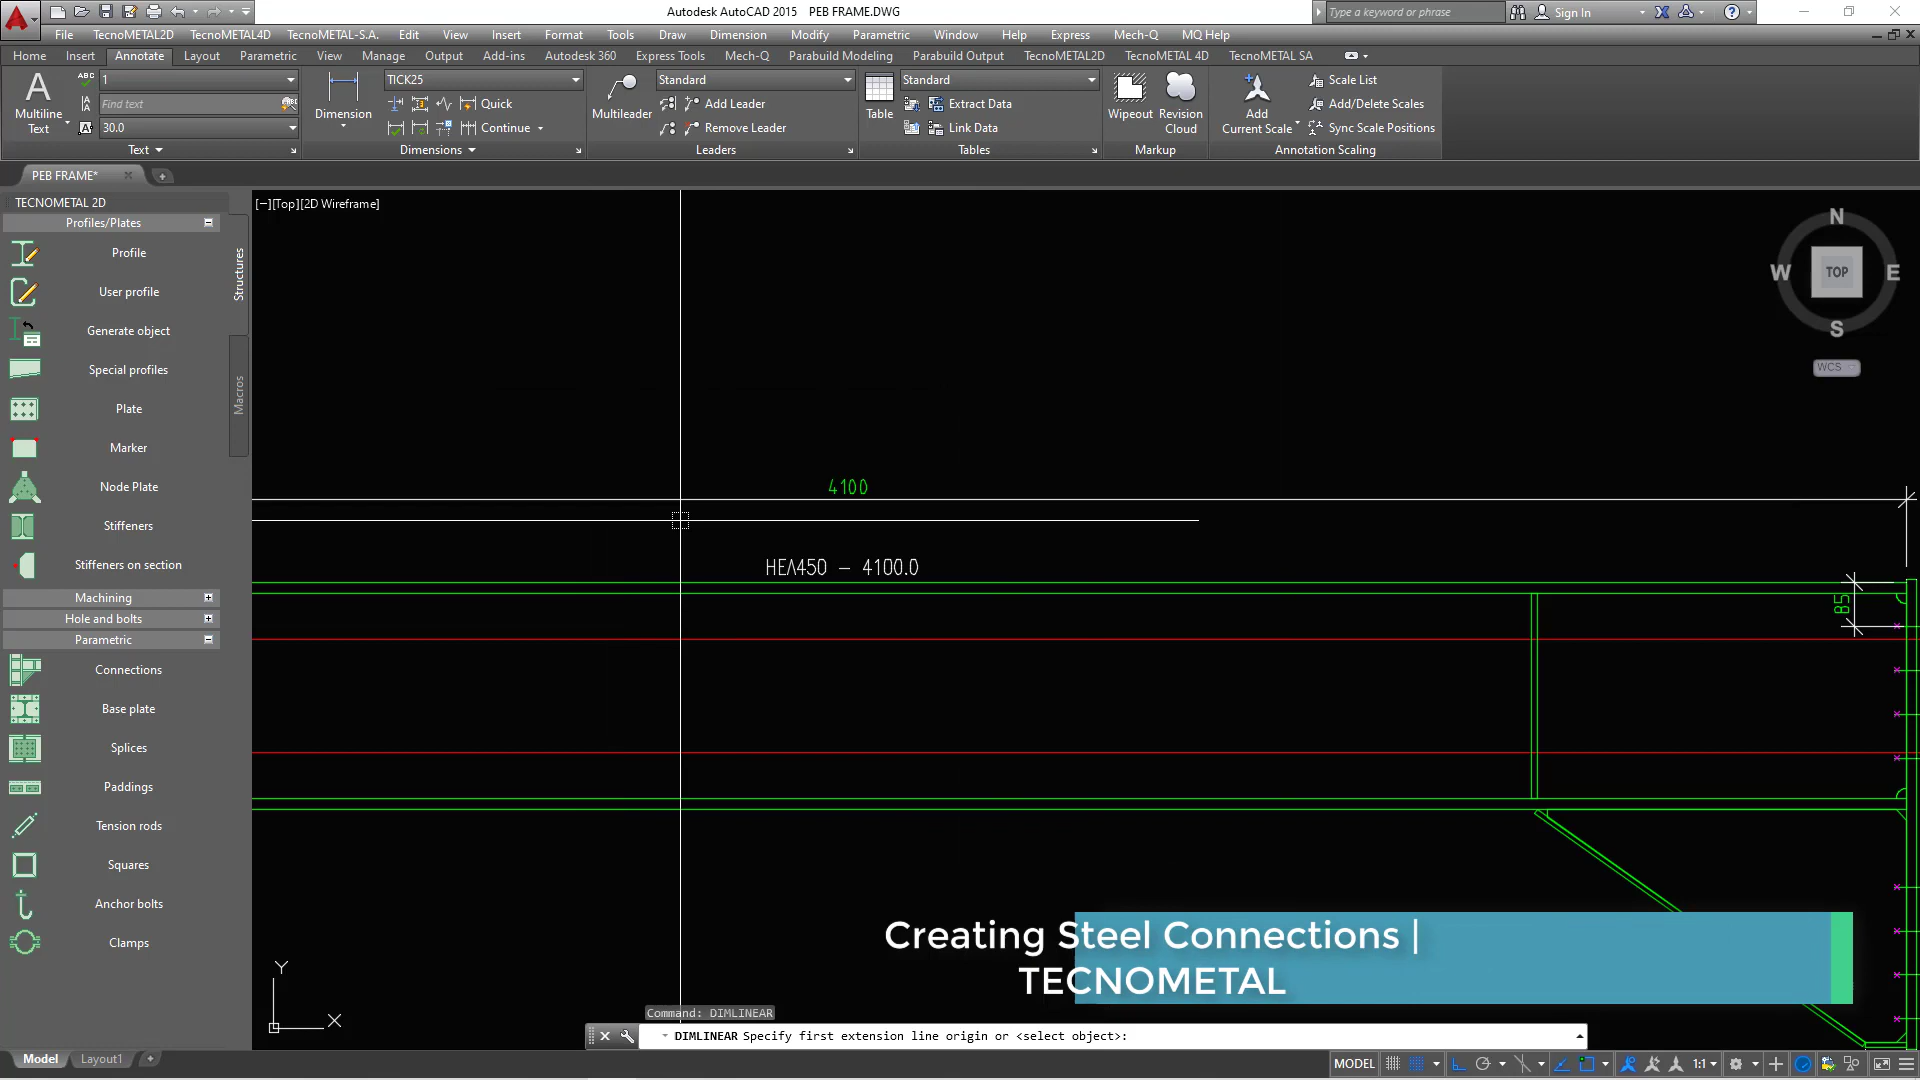 Autodesk AutoCAD 2015 PEB FRAME.DWG
Type a keyword or phrase
Sign In
File TecnoMETAL2D TecnoMETAL4D TecnoMETAL-S.A. Edit View Insert Format Tools Draw Dimension Modify Parametric Window Help Express Mech-Q MQ Help
Home Insert Annotate Layout Parametric View Manage Output Add-ins Autodesk 360 Express Tools Mech-Q Parabuild Modeling Parabuild Output TecnoMETAL2D TecnoMETAL 4D TecnoMETAL SA
Multiline Text
ABC
1
Find text
30.0
Text
Dimension
TICK25
Quick
Continue
Dimensions
Multileader
Standard
Add Leader
Remove Leader
Leaders
Table
Standard
Extract Data
Link Data
Tables
Wipeout
Revision Cloud
Markup
Add Current Scale
Scale List
Add/Delete Scales
Sync Scale Positions
Annotation Scaling
PEB FRAME*
TECNOMETAL 2D
Profiles/Plates
Profile
User profile
Generate object
Special profiles
Plate
Marker
Node Plate
Stiffeners
Stiffeners on section
Machining
Hole and bolts
Parametric
Connections
Base plate
Splices
Paddings
Tension rods
Squares
Anchor bolts
Clamps
Structures
Macros
[−][Top][2D Wireframe]
N
W
TOP
E
S
WCS
4100
HEA450 – 4100.0
85
Creating Steel Connections |
TECNOMETAL
Y
X
Command: DIMLINEAR
DIMLINEAR Specify first extension line origin or <select object>:
Model Layout1
MODEL
1:1